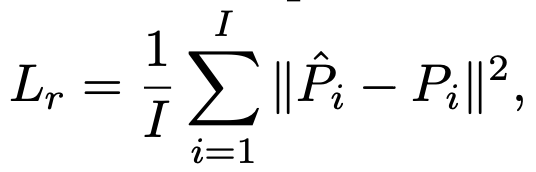 $L_r = \frac{1}{I} \sum_{i=1}^{I} \| \hat{P}_i - P_i \|^2,$